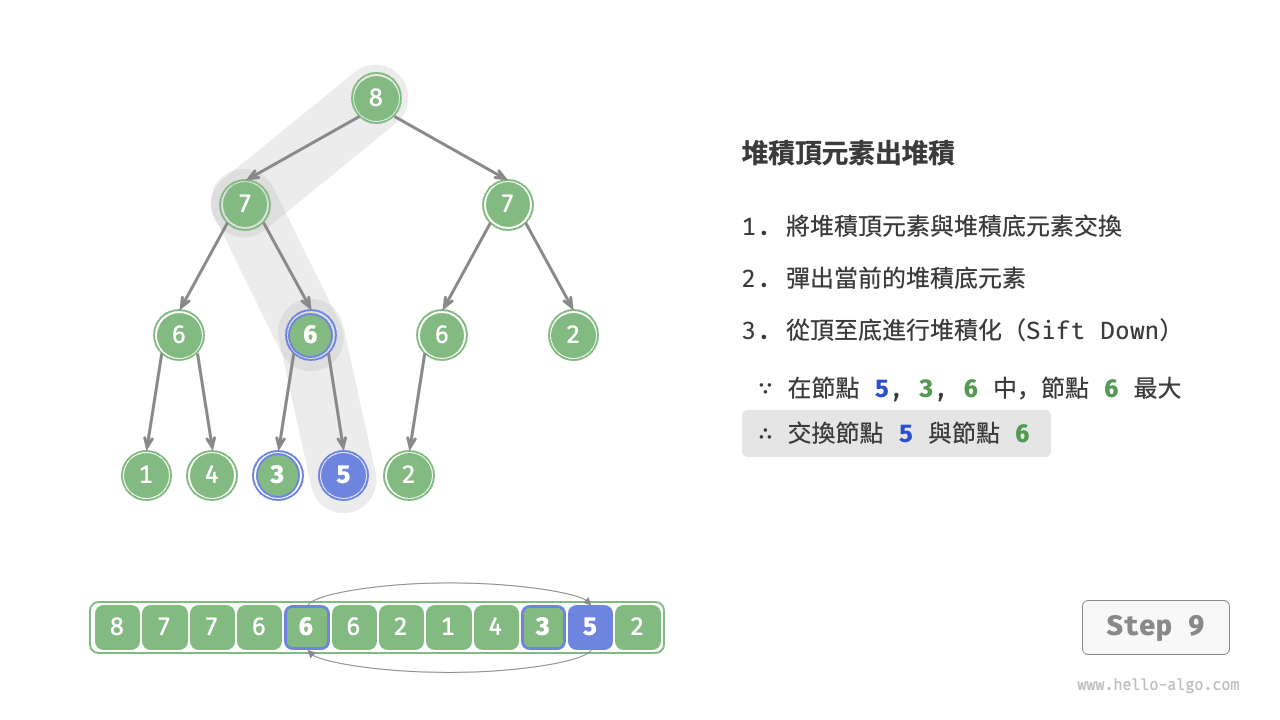 8
7 7
6 6 6 2
1 4 3 5 2
8 7 7 6 6 6 2 1 4 3 5 2
堆積頂元素出堆積
1. 將堆積頂元素與堆積底元素交換
2. 彈出當前的堆積底元素
3. 從頂至底進行堆積化（Sift Down）
∵ 在節點 5, 3, 6 中，節點 6 最大
∴ 交換節點 5 與節點 6
Step 9
www.hello-algo.com